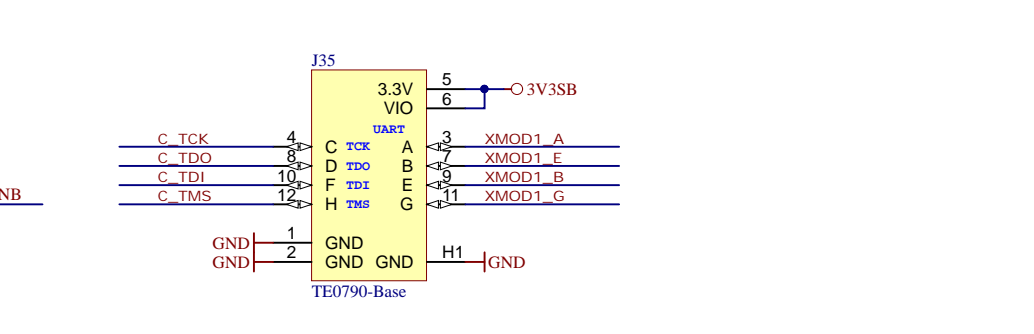 J35
3.3V 5 3V3SB
VIO 6
UART
C_TCK 4 C TCK A 3 XMOD1_A
C_TDO 8 D TDO B 7 XMOD1_E
C_TDI 10 F TDI E 9 XMOD1_B
NB C_TMS 12 H TMS G 11 XMOD1_G
GND 1 GND
GND 2 GND GND H1 GND
TE0790-Base